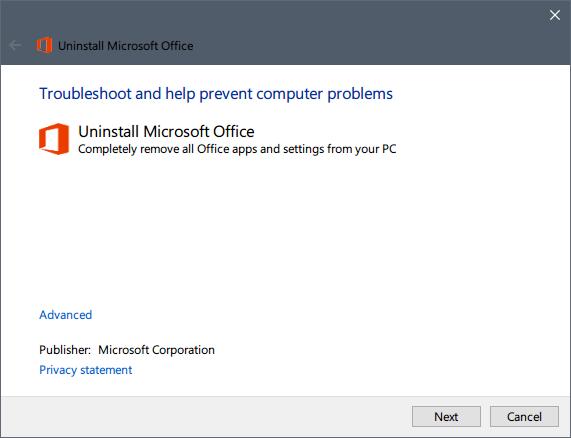 Uninstall Microsoft Office
Troubleshoot and help prevent computer problems
Uninstall Microsoft Office
Completely remove all Office apps and settings from your PC
Advanced
Publisher: Microsoft Corporation
Privacy statement
Next
Cancel